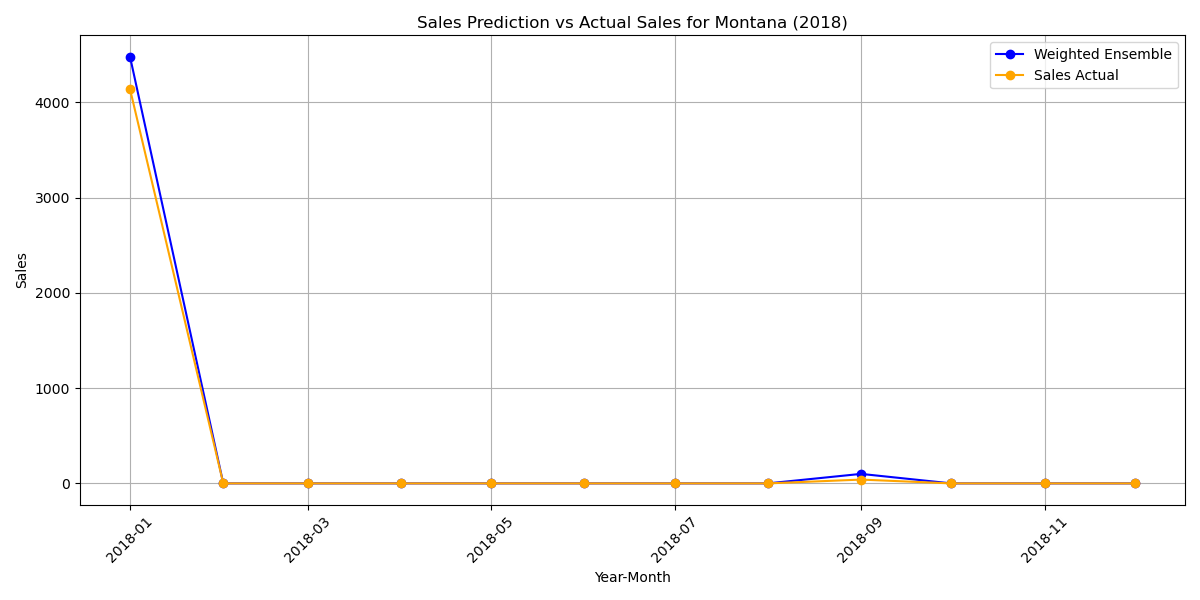 Sales Prediction vs Actual Sales for Montana (2018)
Weighted Ensemble
Sales Actual
4000
3000
2000
1000
0
Sales
2018-01
2018-03
2018-05
2018-07
2018-09
2018-11
Year-Month